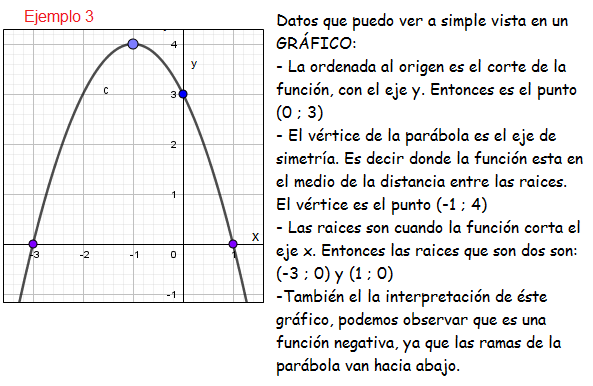 Ejemplo 3
4
y
c
3
2
1
x
-3
-2
-1
0
1
-1
Datos que puedo ver a simple vista en un
GRÁFICO:
- La ordenada al origen es el corte de la
función, con el eje y. Entonces es el punto
(0 ; 3)
- El vértice de la parábola es el eje de
simetría. Es decir donde la función esta en
el medio de la distancia entre las raices.
El vértice es el punto (-1 ; 4)
- Las raices son cuando la función corta el
eje x. Entonces las raices que son dos son:
(-3 ; 0) y (1 ; 0)
-También el la interpretación de éste
gráfico, podemos observar que es una
función negativa, ya que las ramas de la
parábola van hacia abajo.